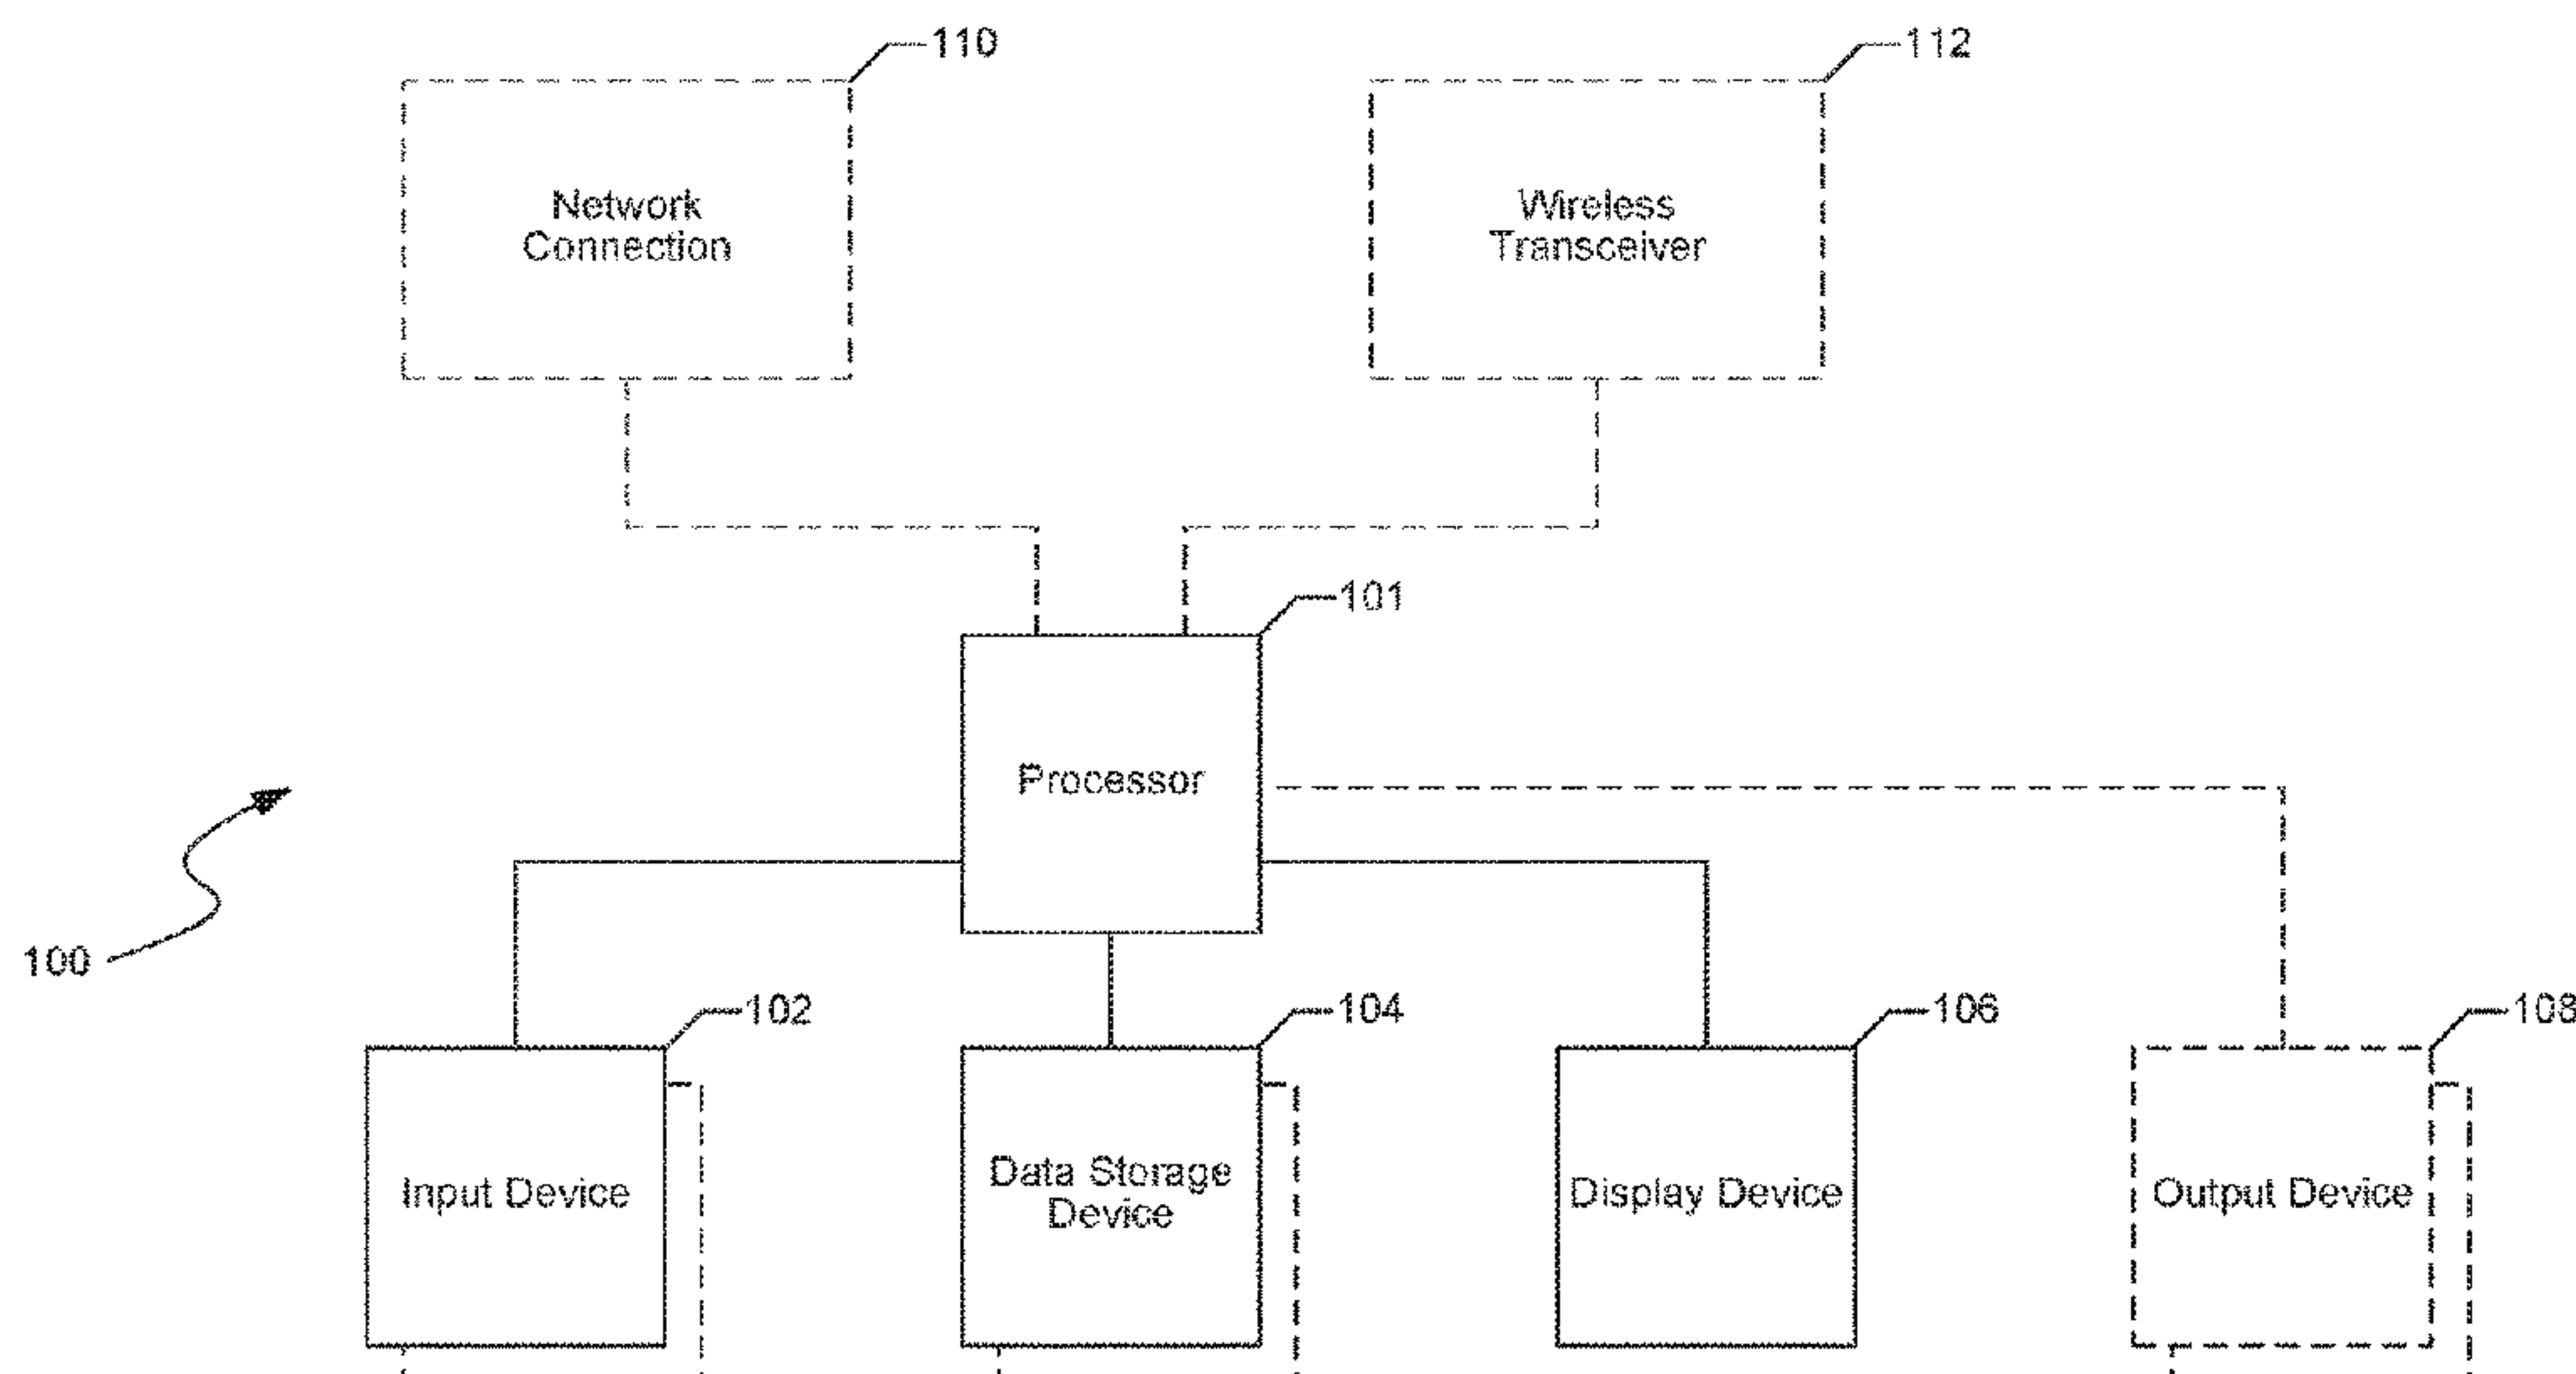 110
112
Network
Connection
Wireless
Transceiver
101
Processor
100
102
104
106
108
Input Device
Data Storage
Device
Display Device
Output Device